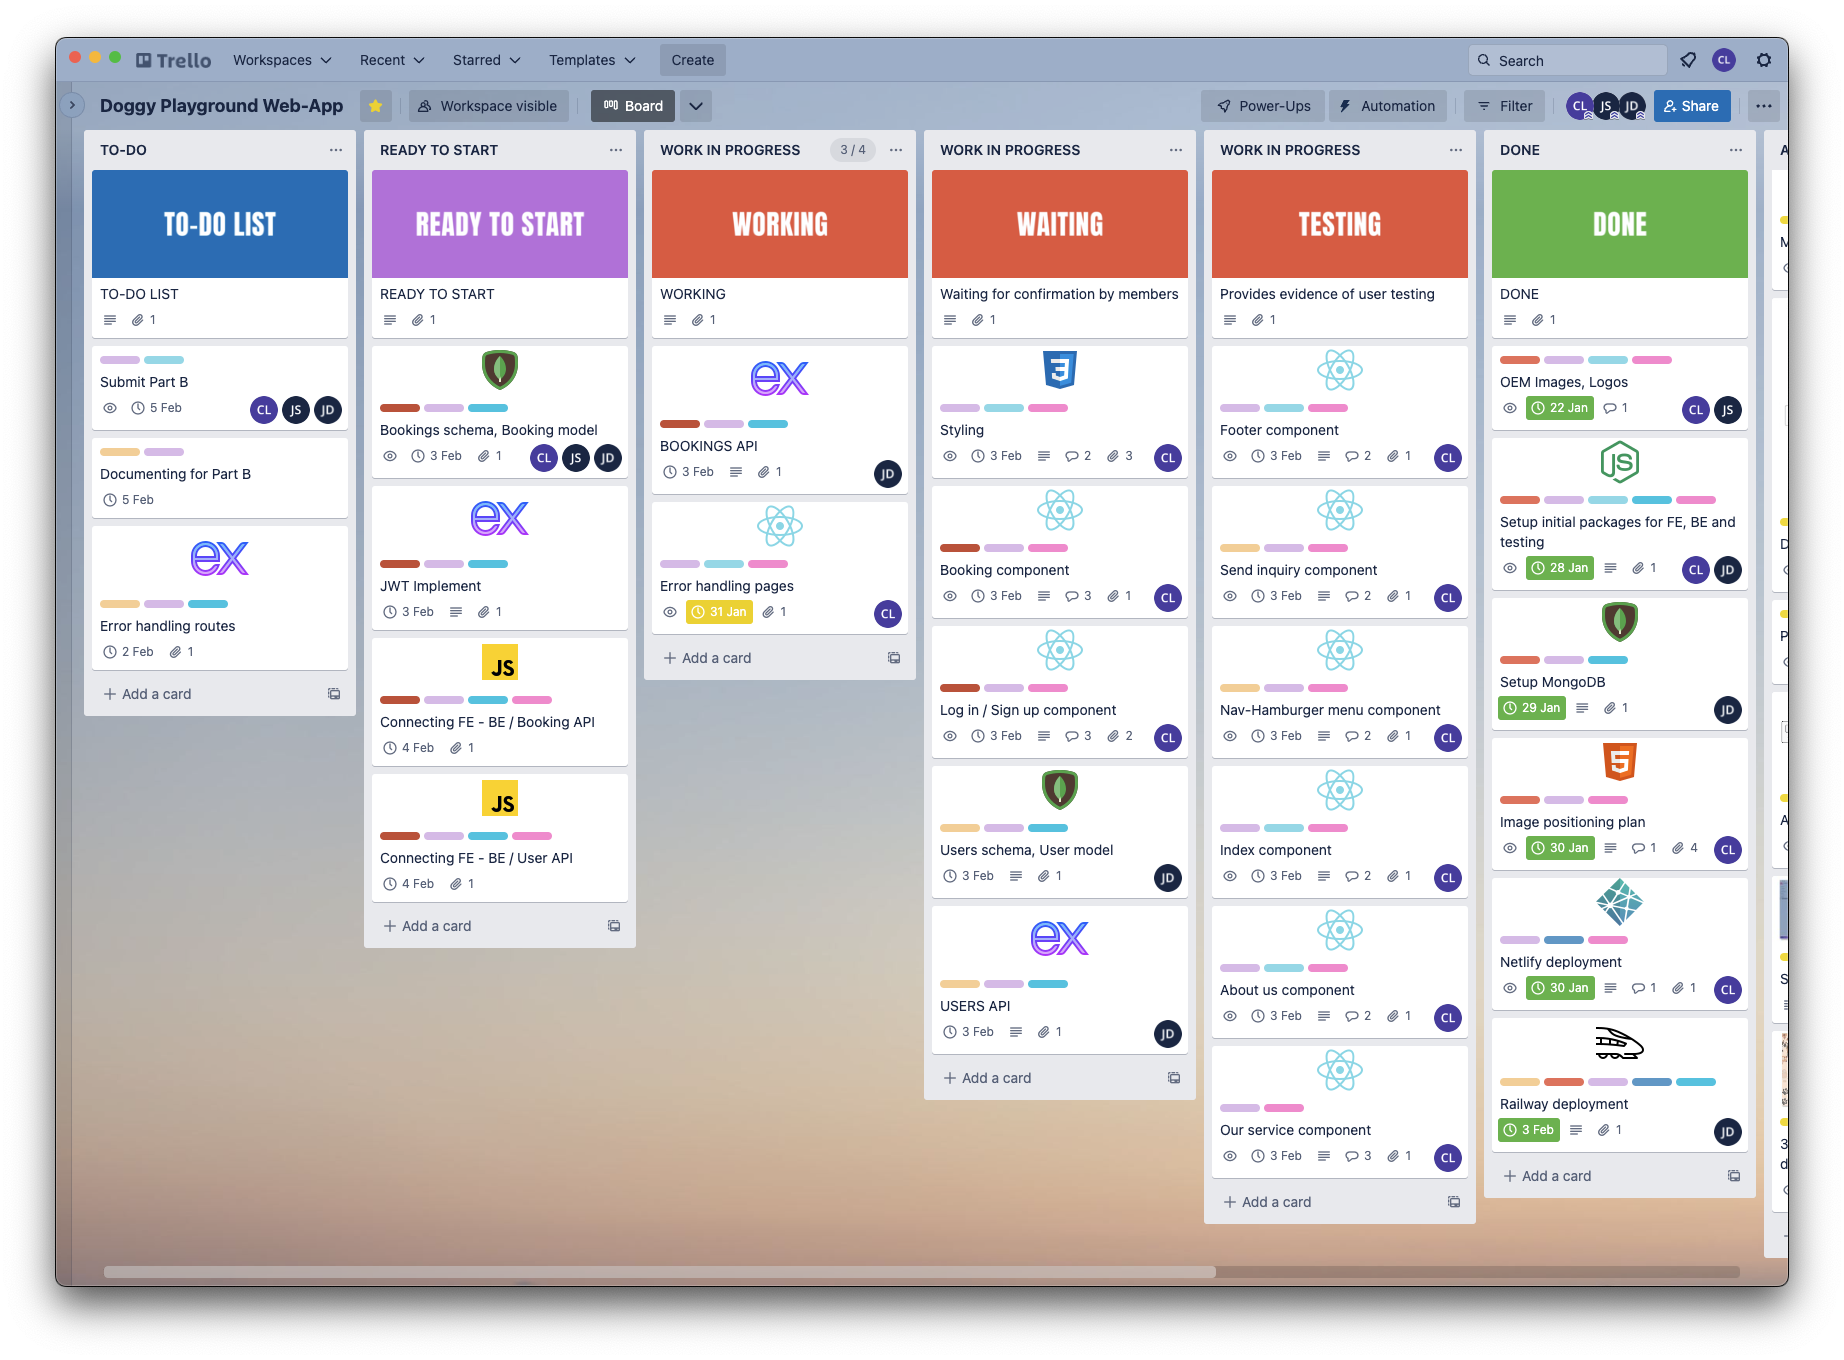 Trello
Workspaces
Recent
Starred
Templates
Create
Search
CL
Doggy Playground Web-App
Workspace visible
Board
Power-Ups
Automation
Filter
CL JS JD
Share
TO-DO
TO-DO LIST
TO-DO LIST
1
Submit Part B
5 Feb
CL JS JD
Documenting for Part B
5 Feb
ex
Error handling routes
2 Feb 1
+ Add a card
READY TO START
READY TO START
READY TO START
1
Bookings schema, Booking model
3 Feb 1 CL JS JD
ex
JWT Implement
3 Feb 1
JS
Connecting FE - BE / Booking API
4 Feb 1
JS
Connecting FE - BE / User API
4 Feb 1
+ Add a card
WORK IN PROGRESS 3 / 4
WORKING
WORKING
1
ex
BOOKINGS API
3 Feb 1 JD
Error handling pages
31 Jan 1 CL
+ Add a card
WORK IN PROGRESS
WAITING
Waiting for confirmation by members
1
3
Styling
3 Feb 2 3 CL
Booking component
3 Feb 3 1 CL
Log in / Sign up component
3 Feb 3 2 CL
Users schema, User model
3 Feb 1 JD
ex
USERS API
3 Feb 1 JD
+ Add a card
WORK IN PROGRESS
TESTING
Provides evidence of user testing
1
Footer component
3 Feb 2 1 CL
Send inquiry component
3 Feb 2 1 CL
Nav-Hamburger menu component
3 Feb 2 1 CL
Index component
3 Feb 2 1 CL
About us component
3 Feb 2 1 CL
Our service component
3 Feb 3 1 CL
+ Add a card
DONE
DONE
DONE
1
OEM Images, Logos
22 Jan 1 CL JS
JS
Setup initial packages for FE, BE and
testing
28 Jan 1 CL JD
Setup MongoDB
29 Jan 1 JD
5
Image positioning plan
30 Jan 1 4 CL
Netlify deployment
30 Jan 1 1 CL
Railway deployment
3 Feb 1 JD
+ Add a card